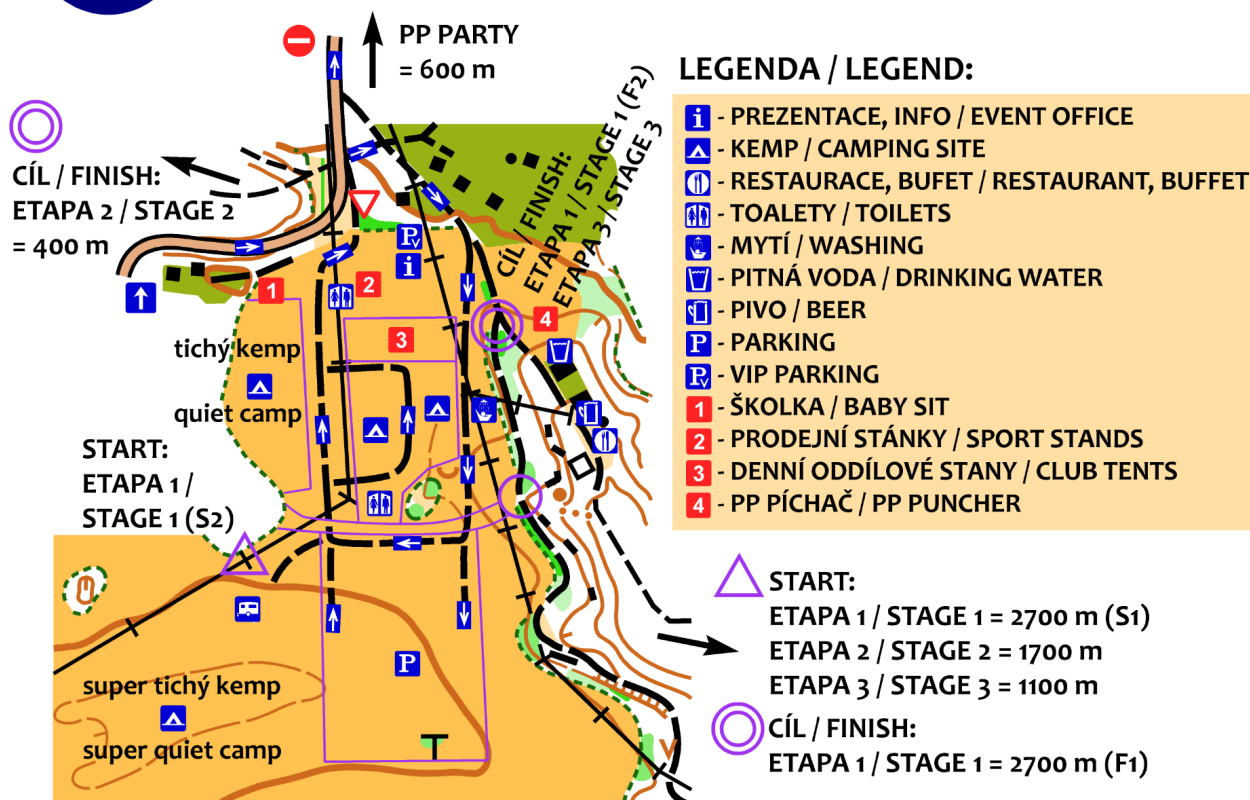 PP PARTY
= 600 m
CÍL / FINISH:
ETAPA 2 / STAGE 2
= 400 m
CÍL / FINISH:
ETAPA 1 / STAGE 1 (F2)
ETAPA 3 / STAGE 3
Pv
i
1
2
3
4
tichý kemp
quiet camp
START:
ETAPA 1 /
STAGE 1 (S2)
P
super tichý kemp
super quiet camp
LEGENDA / LEGEND:
i - PREZENTACE, INFO / EVENT OFFICE
- KEMP / CAMPING SITE
- RESTAURACE, BUFET / RESTAURANT, BUFFET
- TOALETY / TOILETS
- MYTÍ / WASHING
- PITNÁ VODA / DRINKING WATER
- PIVO / BEER
P - PARKING
Pv - VIP PARKING
1 - ŠKOLKA / BABY SIT
2 - PRODEJNÍ STÁNKY / SPORT STANDS
3 - DENNÍ ODDÍLOVÉ STANY / CLUB TENTS
4 - PP PÍCHAČ / PP PUNCHER
START:
ETAPA 1 / STAGE 1 = 2700 m (S1)
ETAPA 2 / STAGE 2 = 1700 m
ETAPA 3 / STAGE 3 = 1100 m
CÍL / FINISH:
ETAPA 1 / STAGE 1 = 2700 m (F1)